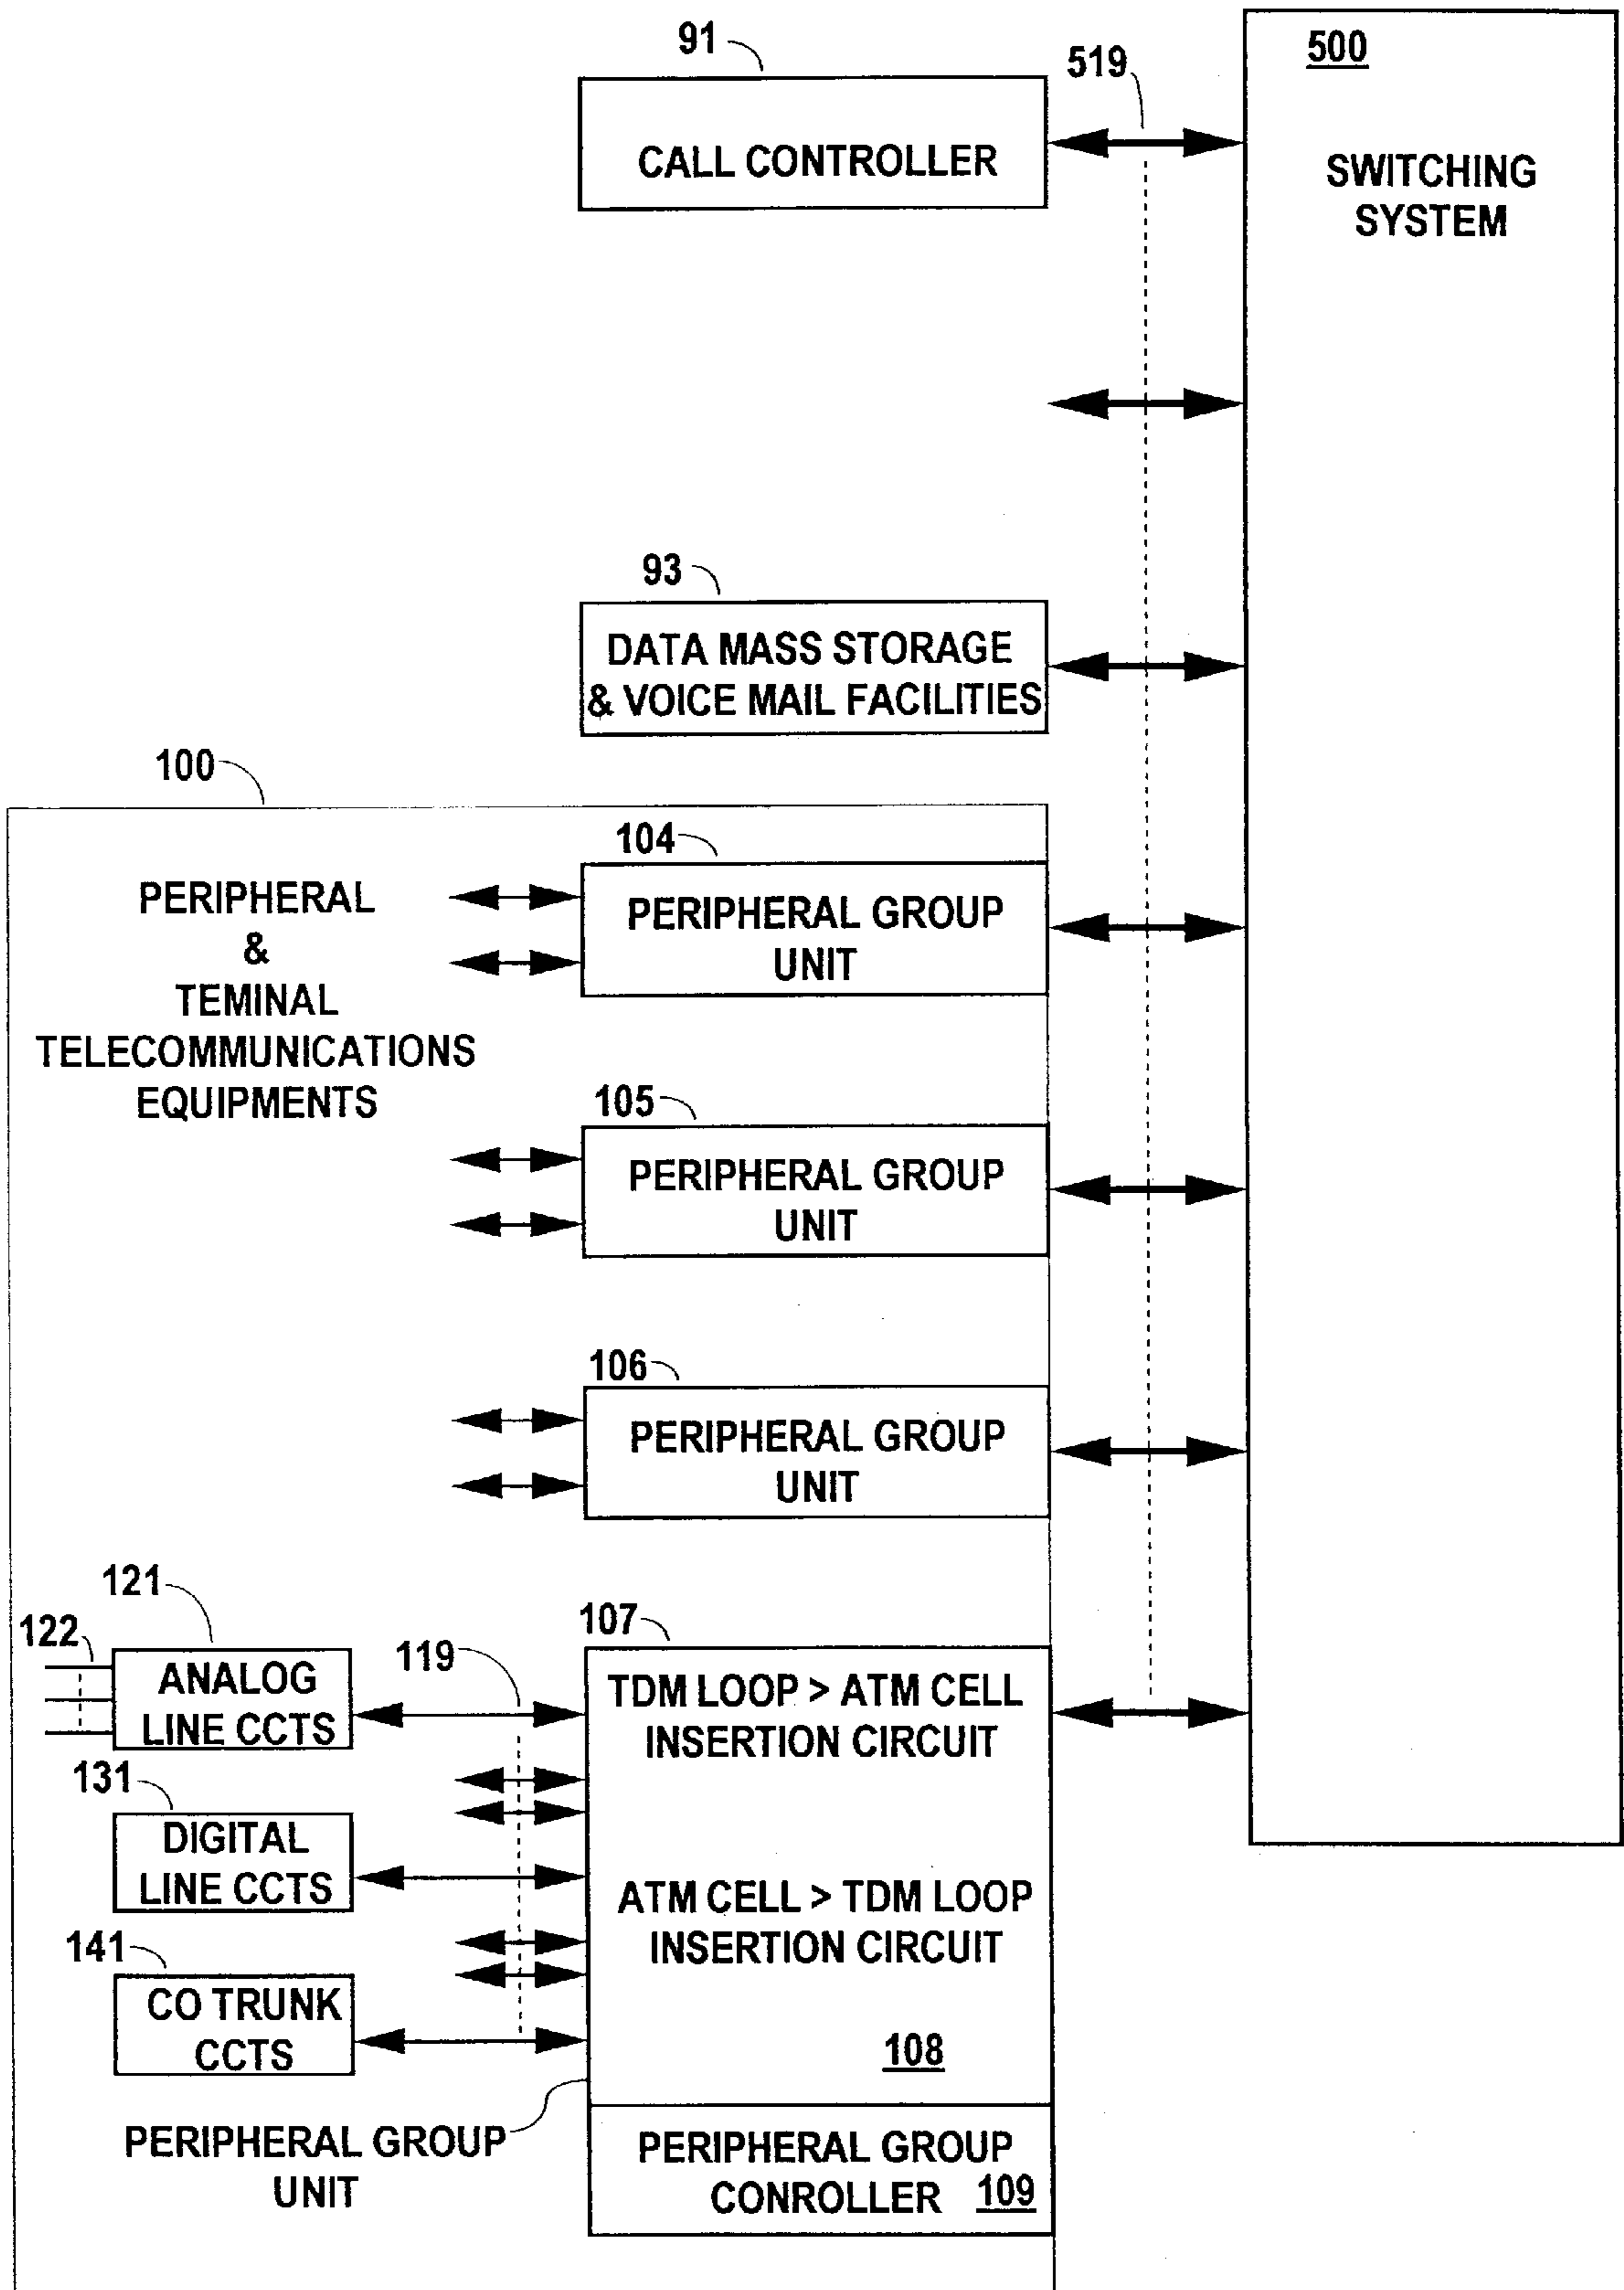 91
CALL CONTROLLER
519
500
SWITCHING
SYSTEM
93
DATA MASS STORAGE
& VOICE MAIL FACILITIES
100
PERIPHERAL
&
TEMINAL
TELECOMMUNICATIONS
EQUIPMENTS
104
PERIPHERAL GROUP
UNIT
105
PERIPHERAL GROUP
UNIT
106
PERIPHERAL GROUP
UNIT
121
122
ANALOG
LINE CCTS
119
131
DIGITAL
LINE CCTS
141
CO TRUNK
CCTS
107
TDM LOOP > ATM CELL
INSERTION CIRCUIT
ATM CELL > TDM LOOP
INSERTION CIRCUIT
108
PERIPHERAL GROUP
UNIT
PERIPHERAL GROUP
CONROLLER 109